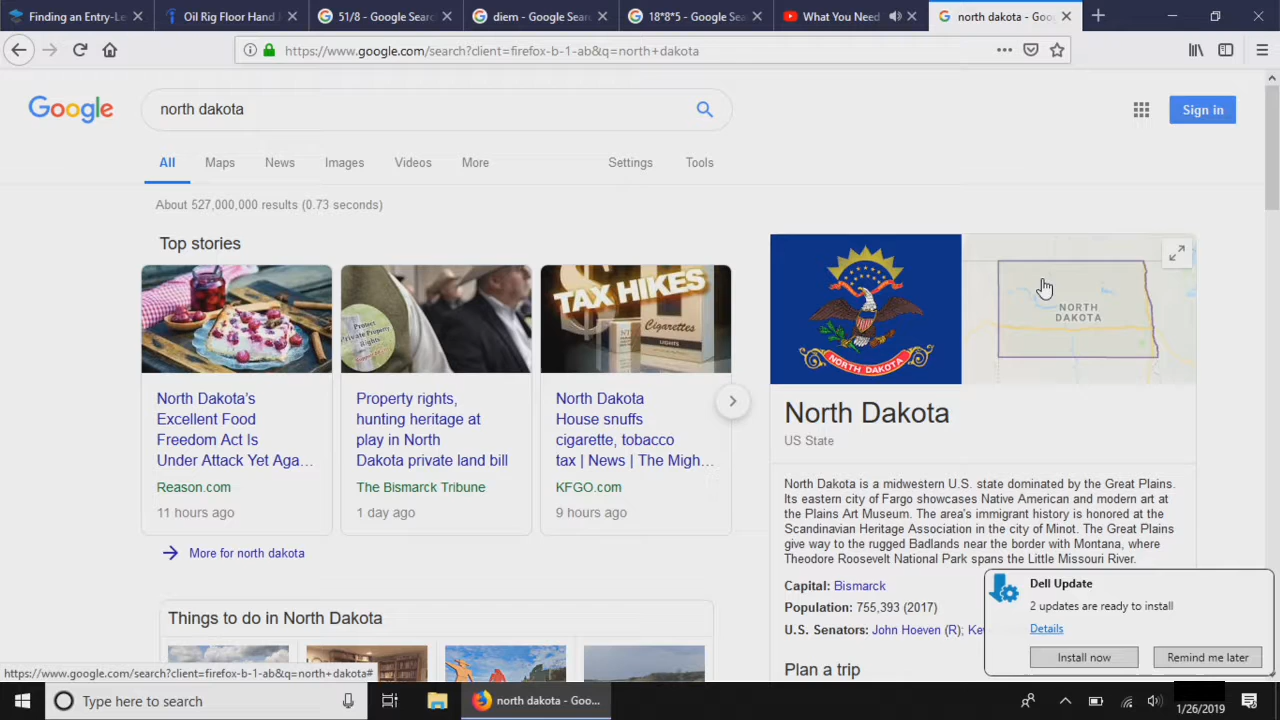 Finding an Entry-Le
Oil Rig Floor Hand J
51/8 - Google Searc
diem - Google Searc
18*8*5 - Google Sea
What You Need
north dakota - Goo
https://www.google.com/search?client=firefox-b-1-ab&q=north+dakota
Google
north dakota
Sign in
All
Maps
News
Images
Videos
More
Settings
Tools
About 527,000,000 results (0.73 seconds)
Top stories
TAX HIKES
Protect
Private Property
Rights
Cigarettes
LIGHTS
North Dakota's
Excellent Food
Freedom Act Is
Under Attack Yet Aga...
Reason.com
11 hours ago
Property rights,
hunting heritage at
play in North
Dakota private land bill
The Bismarck Tribune
1 day ago
North Dakota
House snuffs
cigarette, tobacco
tax | News | The Migh...
KFGO.com
9 hours ago
More for north dakota
Things to do in North Dakota
NORTH DAKOTA
NORTH
DAKOTA
North Dakota
US State
North Dakota is a midwestern U.S. state dominated by the Great Plains.
Its eastern city of Fargo showcases Native American and modern art at
the Plains Art Museum. The area's immigrant history is honored at the
Scandinavian Heritage Association in the city of Minot. The Great Plains
give way to the rugged Badlands near the border with Montana, where
Theodore Roosevelt National Park spans the Little Missouri River.
Capital: Bismarck
Population: 755,393 (2017)
U.S. Senators: John Hoeven (R); Ke
Plan a trip
Dell Update
2 updates are ready to install
Details
Install now
Remind me later
https://www.google.com/search?client=firefox-b-1-ab&q=north+dakota#
Type here to search
north dakota - Goo...
1/26/2019